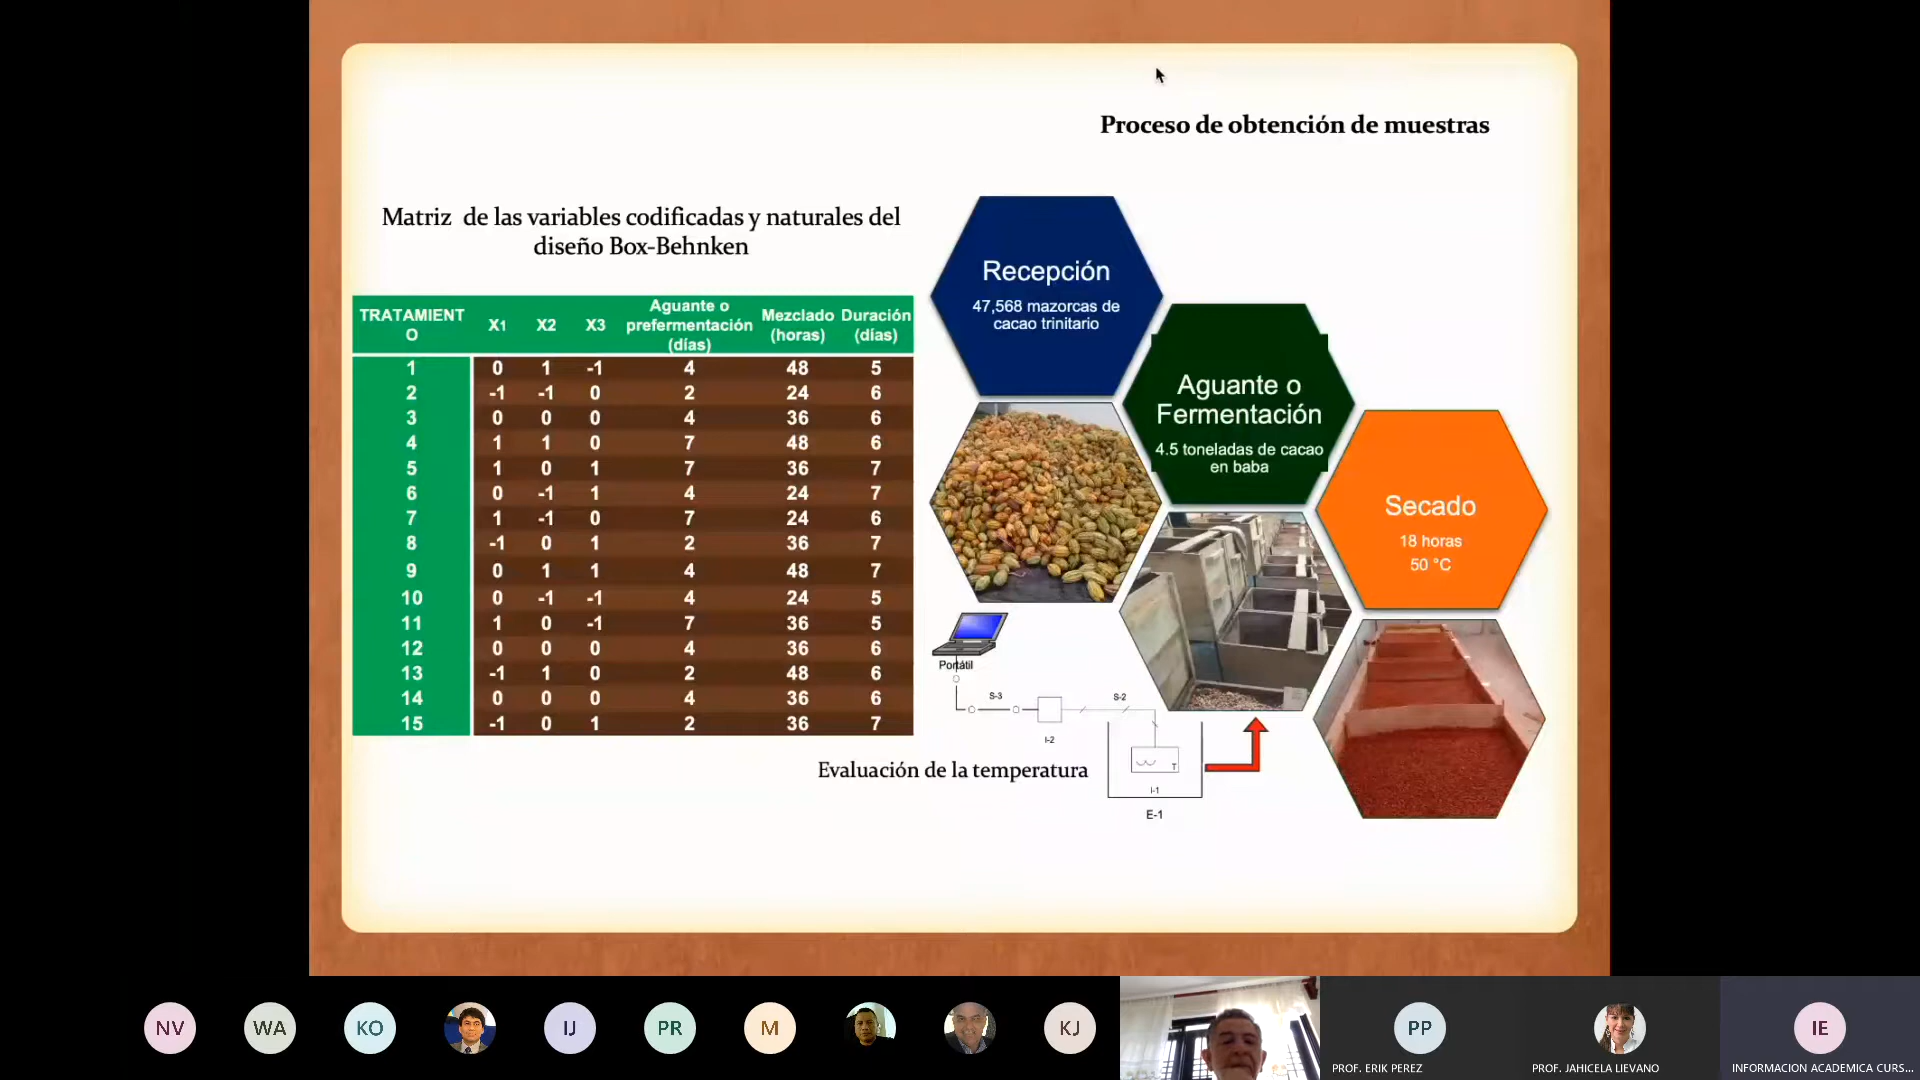 Proceso de obtención de muestras
Matriz de las variables codificadas y naturales del
diseño Box-Behnken
TRATAMIENT
O X1 X2 X3 Aguante o prefermentación (días) Mezclado (horas) Duración (días)
1 0 1 -1 4 48 5
2 -1 -1 0 2 24 6
3 0 0 0 4 36 6
4 1 1 0 7 48 6
5 1 0 1 7 36 7
6 0 -1 1 4 24 7
7 1 -1 0 7 24 6
8 -1 0 1 2 36 7
9 0 1 1 4 48 7
10 0 -1 -1 4 24 5
11 1 0 -1 7 36 5
12 0 0 0 4 36 6
13 -1 1 0 2 48 6
14 0 0 0 4 36 6
15 -1 0 1 2 36 7
Recepción
47,568 mazorcas de
cacao trinitario
Aguante o
Fermentación
4.5 toneladas de cacao
en baba
Secado
18 horas
50 °C
Portátil
S-3
S-2
I-2
T
I-1
E-1
Evaluación de la temperatura
NV
WA
KO
IJ
PR
M
KJ
PP
PROF. ERIK PEREZ
PROF. JAHICELA LIEVANO
IE
INFORMACION ACADEMICA CURS...